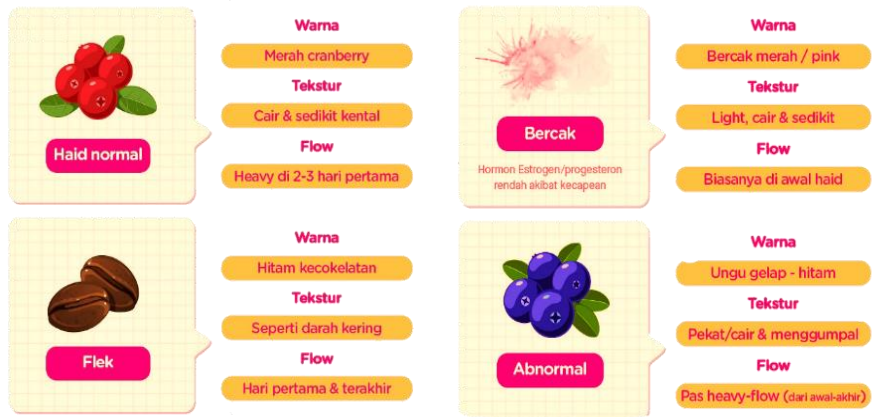 Haid normal
Warna
Merah cranberry
Tekstur
Cair & sedikit kental
Flow
Heavy di 2-3 hari pertama
Bercak
Hormon Estrogen/progesteron
rendah akibat kecapean
Warna
Bercak merah / pink
Tekstur
Light, cair & sedikit
Flow
Biasanya di awal haid
Flek
Warna
Hitam kecokelatan
Tekstur
Seperti darah kering
Flow
Hari pertama & terakhir
Abnormal
Warna
Ungu gelap - hitam
Tekstur
Pekat/cair & menggumpal
Flow
Pas heavy-flow (dari awal-akhir)